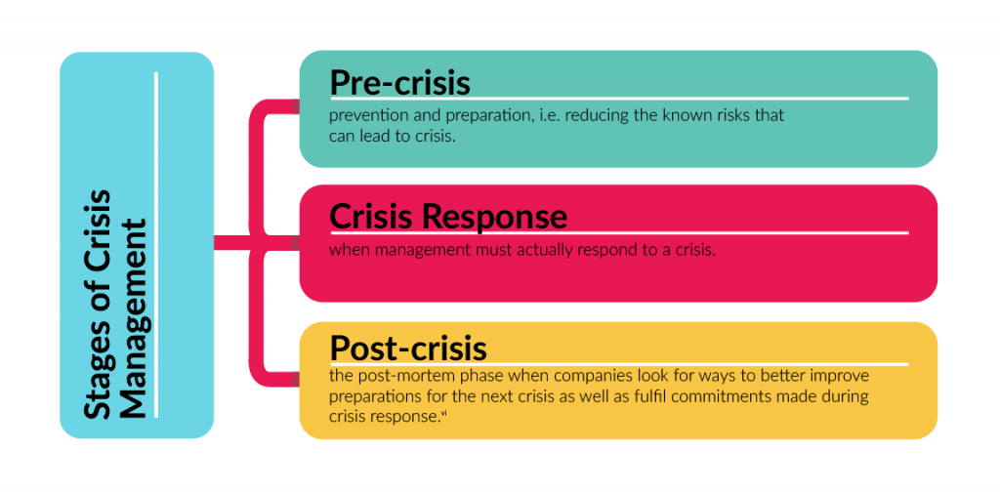 Stages of Crisis
Management
Pre-crisis
prevention and preparation, i.e. reducing the known risks that
can lead to crisis.
Crisis Response
when management must actually respond to a crisis.
Post-crisis
the post-mortem phase when companies look for ways to better improve
preparations for the next crisis as well as fulfil commitments made during
crisis response.ᵛⁱ